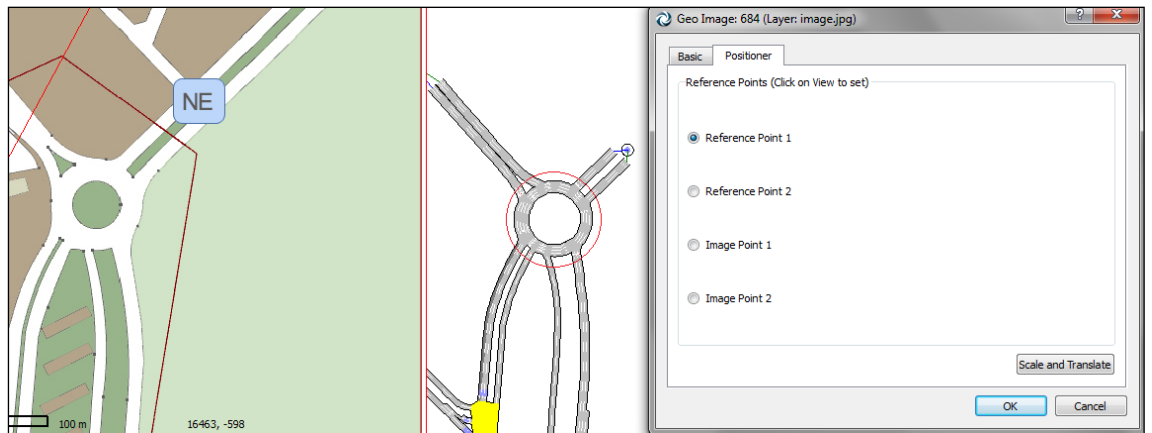 Geo Image: 684 (Layer: image.jpg)
Basic
Positioner
Reference Points (Click on View to set)
Reference Point 1
Reference Point 2
Image Point 1
Image Point 2
Scale and Translate
OK
Cancel
NE
100 m
16463, -598